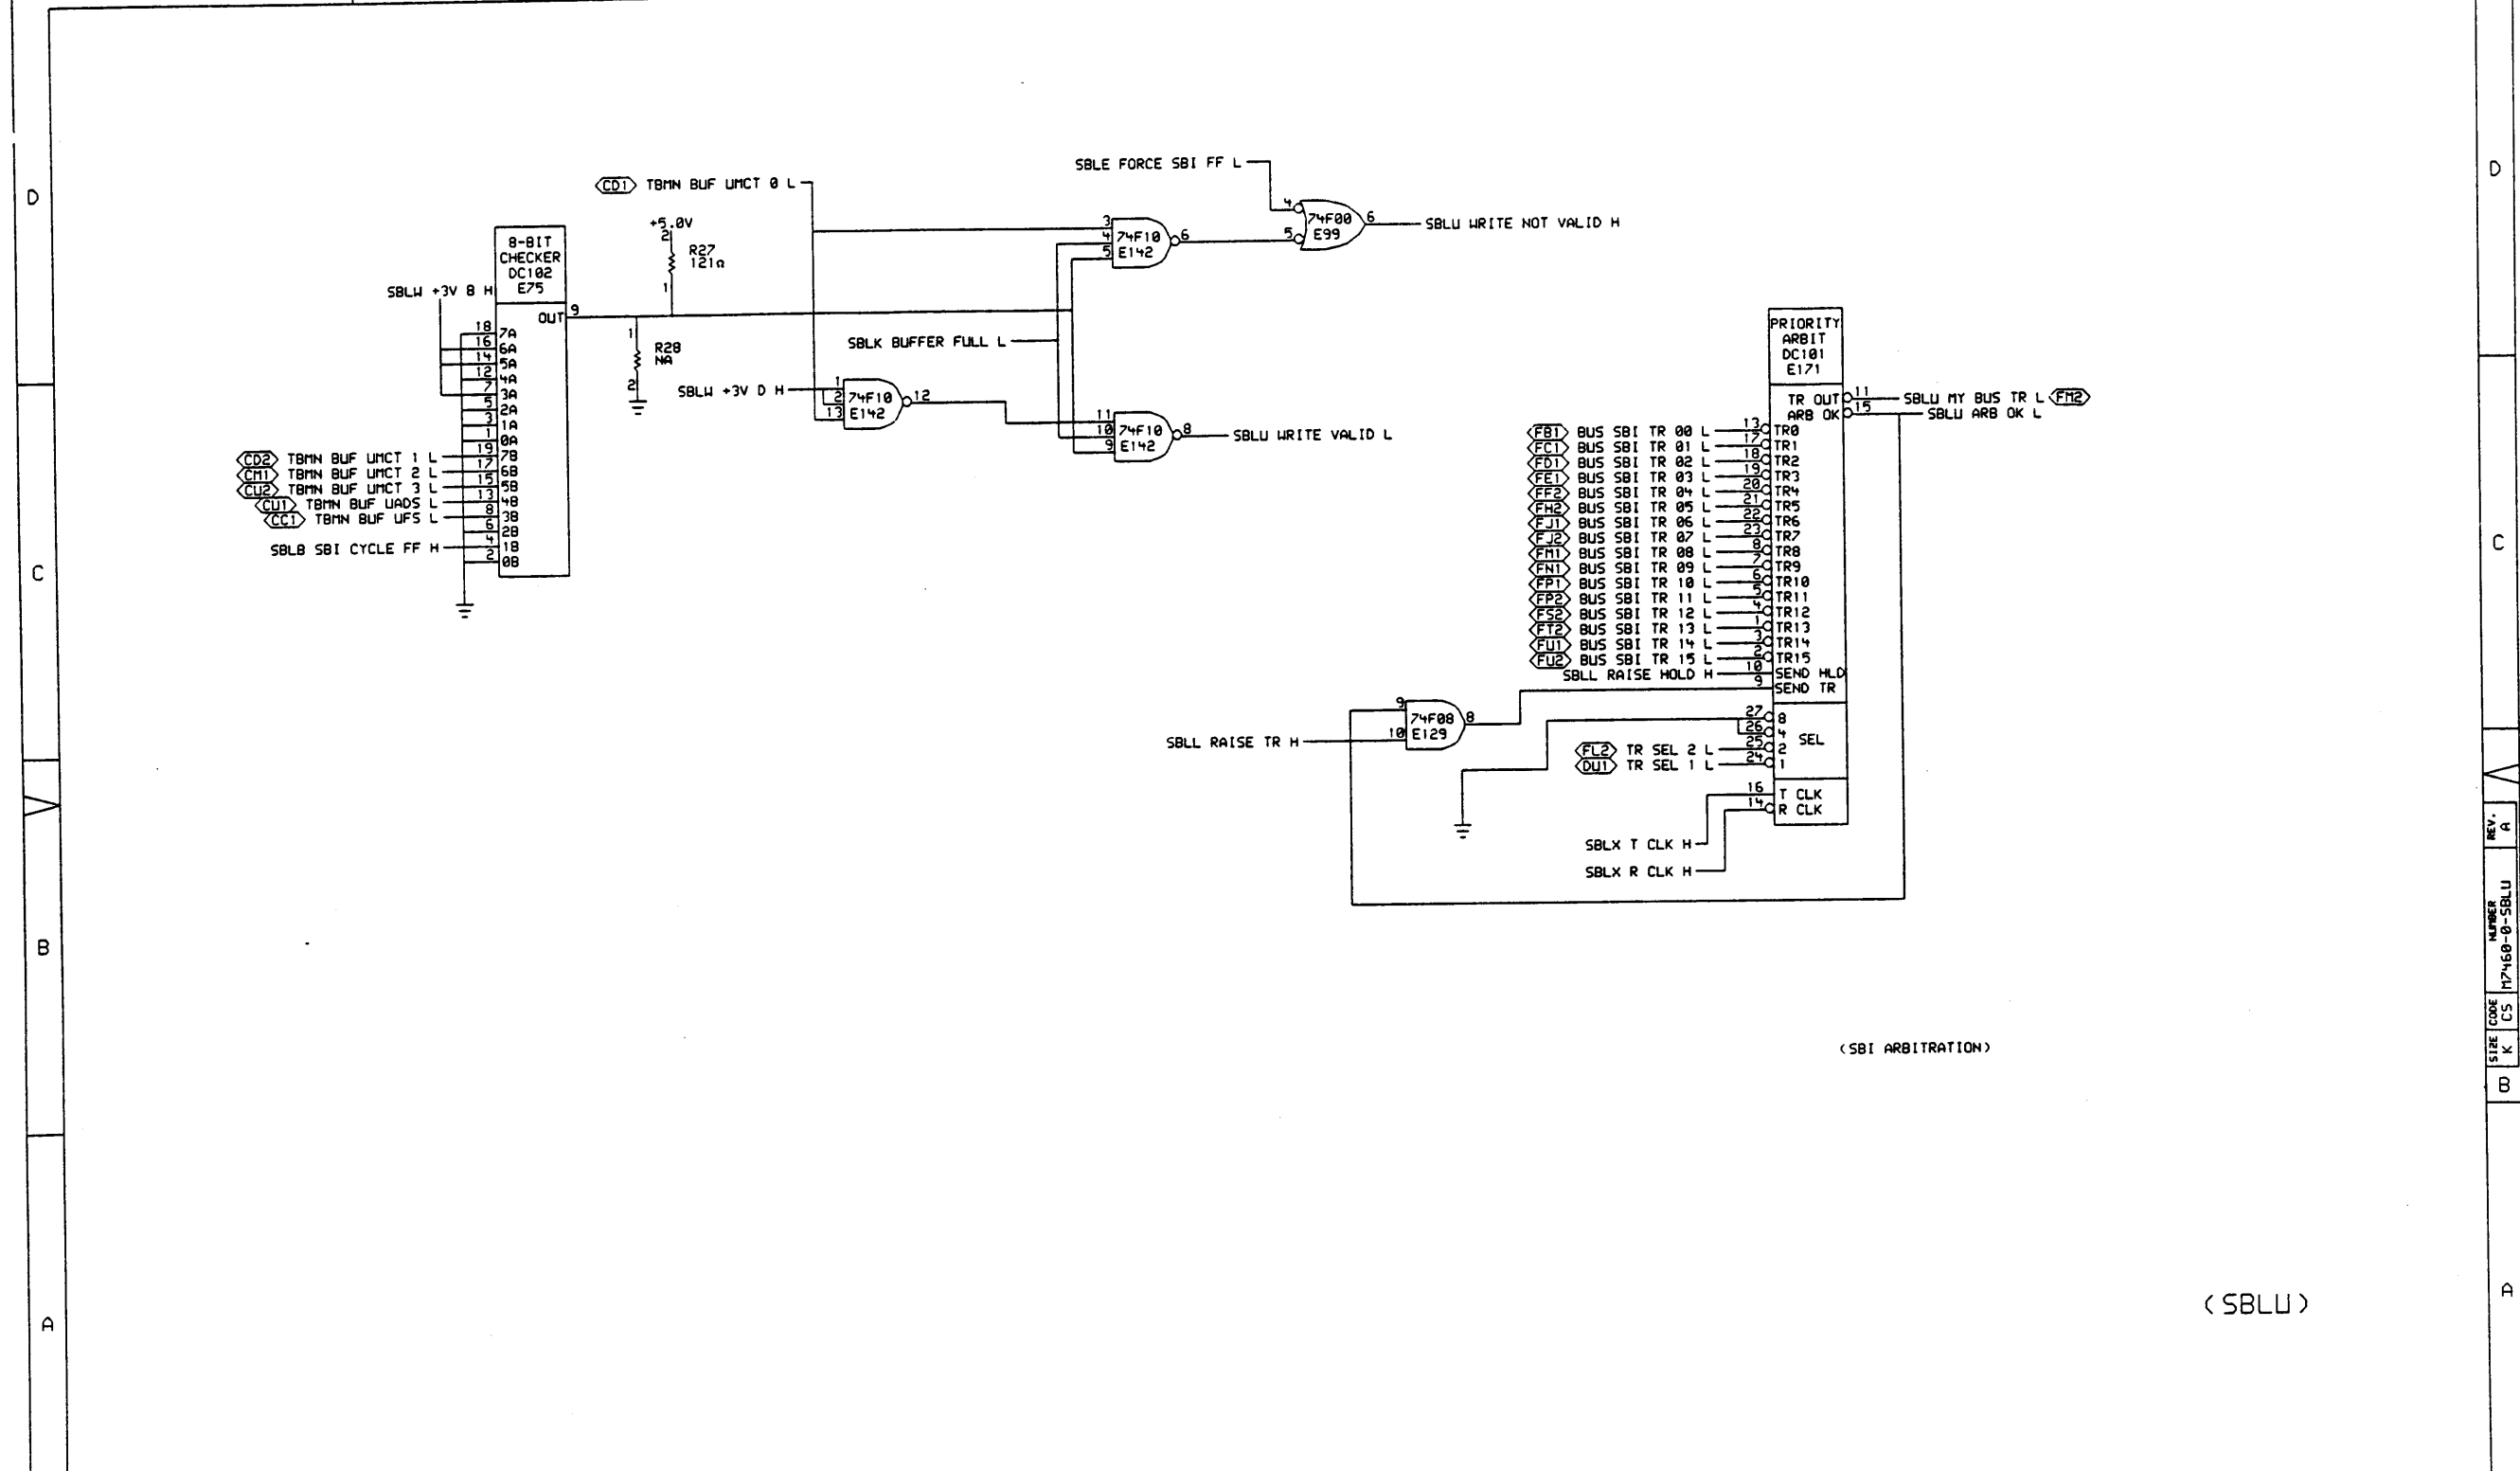 D
D
C
C
B
B
A
A
SBLE FORCE SBI FF L
CD1 TBMN BUF UMCT 0 L
+5.0V
2
R27
121Ω
1
8-BIT
CHECKER
DC102
E75
SBLW +3V B H
OUT 9
18 7A
16 6A
14 5A
12 4A
7 3A
5 2A
3 1A
1 0A
CD2 TBMN BUF UMCT 1 L 19 7B
CM1 TBMN BUF UMCT 2 L 17 6B
CU2 TBMN BUF UMCT 3 L 15 5B
CU1 TBMN BUF UADS L 13 4B
CC1 TBMN BUF UFS L 8 3B
6 2B
SBLB SBI CYCLE FF H 4 1B
2 0B
1
R28
NA
2
3
4
5
74F10
E142
6
4
5
74F00
E99
6
SBLU WRITE NOT VALID H
SBLK BUFFER FULL L
SBLW +3V D H
1
2
13
74F10
E142
12
11
10
9
74F10
E142
8
SBLU WRITE VALID L
PRIORITY
ARBIT
DC101
E171
TR OUT 11 SBLU MY BUS TR L FM2
ARB OK 15 SBLU ARB OK L
FB1 BUS SBI TR 00 L 13 TR0
FC1 BUS SBI TR 01 L 17 TR1
FD1 BUS SBI TR 02 L 18 TR2
FE1 BUS SBI TR 03 L 19 TR3
FF2 BUS SBI TR 04 L 20 TR4
FH2 BUS SBI TR 05 L 21 TR5
FJ1 BUS SBI TR 06 L 22 TR6
FJ2 BUS SBI TR 07 L 23 TR7
FM1 BUS SBI TR 08 L 8 TR8
FN1 BUS SBI TR 09 L 7 TR9
FP1 BUS SBI TR 10 L 6 TR10
FP2 BUS SBI TR 11 L 5 TR11
FS2 BUS SBI TR 12 L 4 TR12
FT2 BUS SBI TR 13 L 1 TR13
FU1 BUS SBI TR 14 L 3 TR14
FU2 BUS SBI TR 15 L 2 TR15
SBLL RAISE HOLD H 10 SEND HLD
9 SEND TR
SBLL RAISE TR H
9
10
74F08
E129
8
27 8
26 4
SEL
FL2 TR SEL 2 L 25 2
DU1 TR SEL 1 L 24 1
16 T CLK
14 R CLK
SBLX T CLK H
SBLX R CLK H
(SBI ARBITRATION)
(SBLU)
REV.
A
NUMBER
M7460-0-SBLU
CODE
CS
SIZE
K